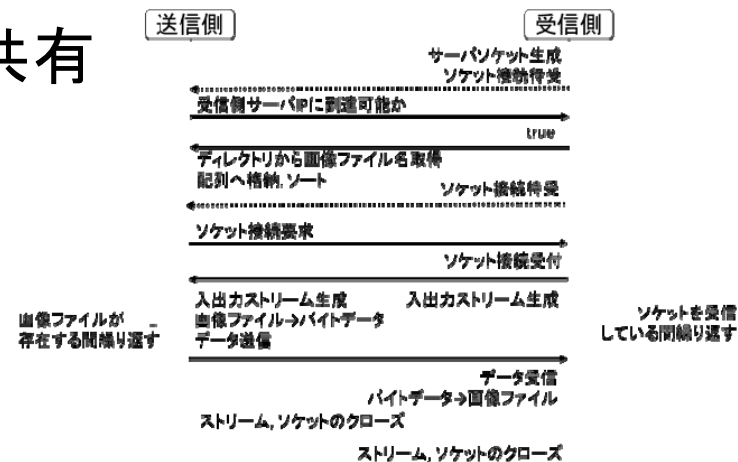 送信側
受信側
共有
サーバソケット生成
ソケット接続待受
受信側サーバIPに到達可能か
true
ディレクトリから画像ファイル名取得
配列へ格納,ソート
ソケット接続待受
ソケット接続要求
ソケット接続受付
入出力ストリーム生成
入出力ストリーム生成
画像ファイル→バイトデータ
データ送信
画像ファイルが
存在する間繰り返す
ソケットを受信
している間繰り返す
データ受信
バイトデータ→画像ファイル
ストリーム,ソケットのクローズ
ストリーム,ソケットのクローズ